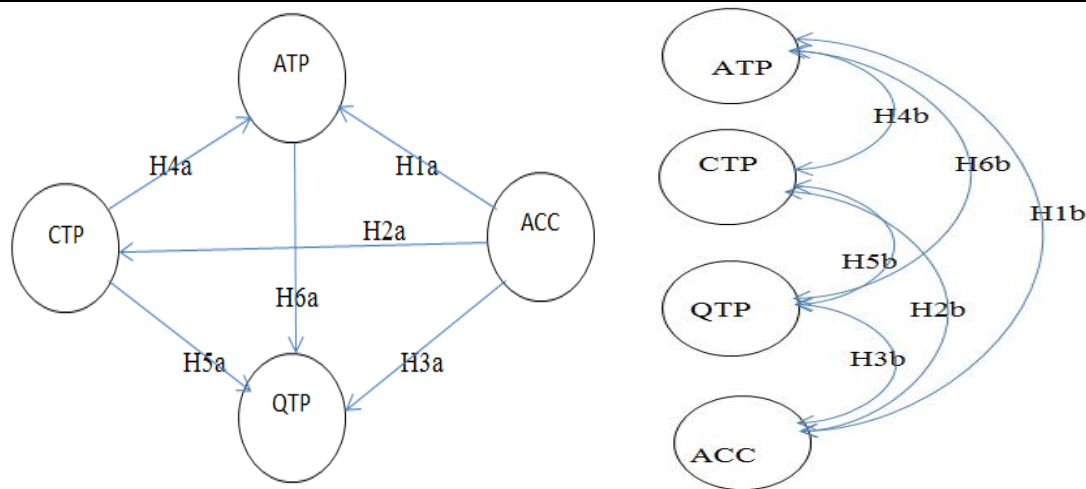 ATP
H4a
H1a
CTP
ACC
H2a
H6a
H5a
H3a
QTP
ATP
H4b
CTP
H6b
H1b
H5b
QTP
H2b
H3b
ACC